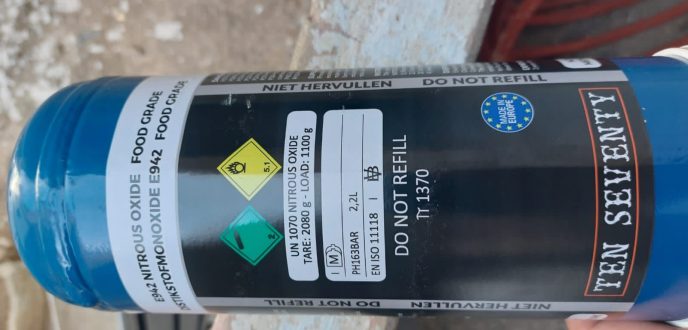 E942 NITROUS OXIDE FOOD GRADE
DISTIKSTOFMONOXIDE E942 FOOD GRADE
NIET HERVULLEN DO NOT REFILL
5.1
2
UN 1070 NITROUS OXIDE
TARE: 2080 g - LOAD: 1100 g
M
PH163BAR 2,2L
EN ISO 11118
DO NOT REFILL
π 1370
MADE IN
EUROPE
TEN SEVENTY
NIET HERVULLEN DO NOT REFILL